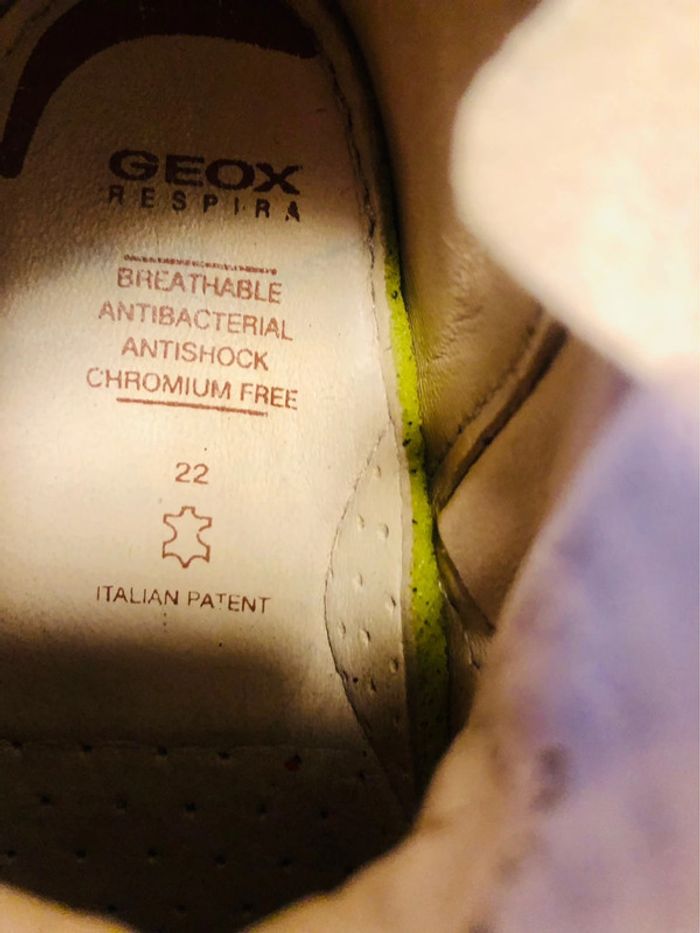 GEOX
RESPIRA
BREATHABLE
ANTIBACTERIAL
ANTISHOCK
CHROMIUM FREE
22
ITALIAN PATENT